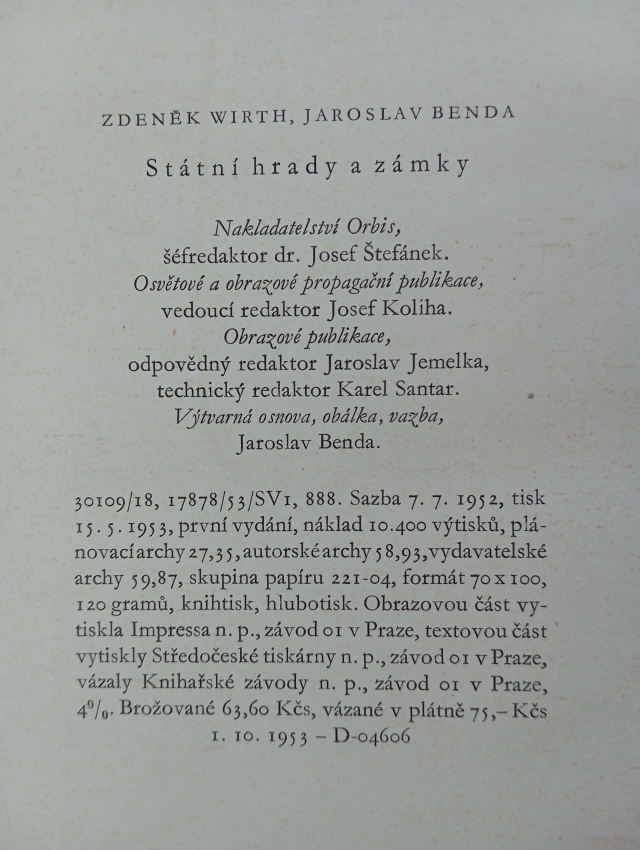 ZDENĚK WIRTH, JAROSLAV BENDA
Státní hrady a zámky
Nakladatelství Orbis,
šéfredaktor dr. Josef Štefánek.
Osvětové a obrazové propagační publikace,
vedoucí redaktor Josef Koliha.
Obrazové publikace,
odpovědný redaktor Jaroslav Jemelka,
technický redaktor Karel Santar.
Výtvarná osnova, obálka, vazba,
Jaroslav Benda.
30109/18, 17878/53/SV1, 888. Sazba 7. 7. 1952, tisk
15. 5. 1953, první vydání, náklad 10.400 výtisků, plá-
novací archy 27,35, autorské archy 58,93, vydavatelské
archy 59,87, skupina papíru 221-04, formát 70 x 100,
120 gramů, knihtisk, hlubotisk. Obrazovou část vy-
tiskla Impressa n. p., závod 01 v Praze, textovou část
vytiskly Středočeské tiskárny n. p., závod 01 v Praze,
vázaly Knihařské závody n. p., závod 01 v Praze,
4%. Brožované 63,60 Kčs, vázané v plátně 75,– Kčs
1. 10. 1953 – D-04606